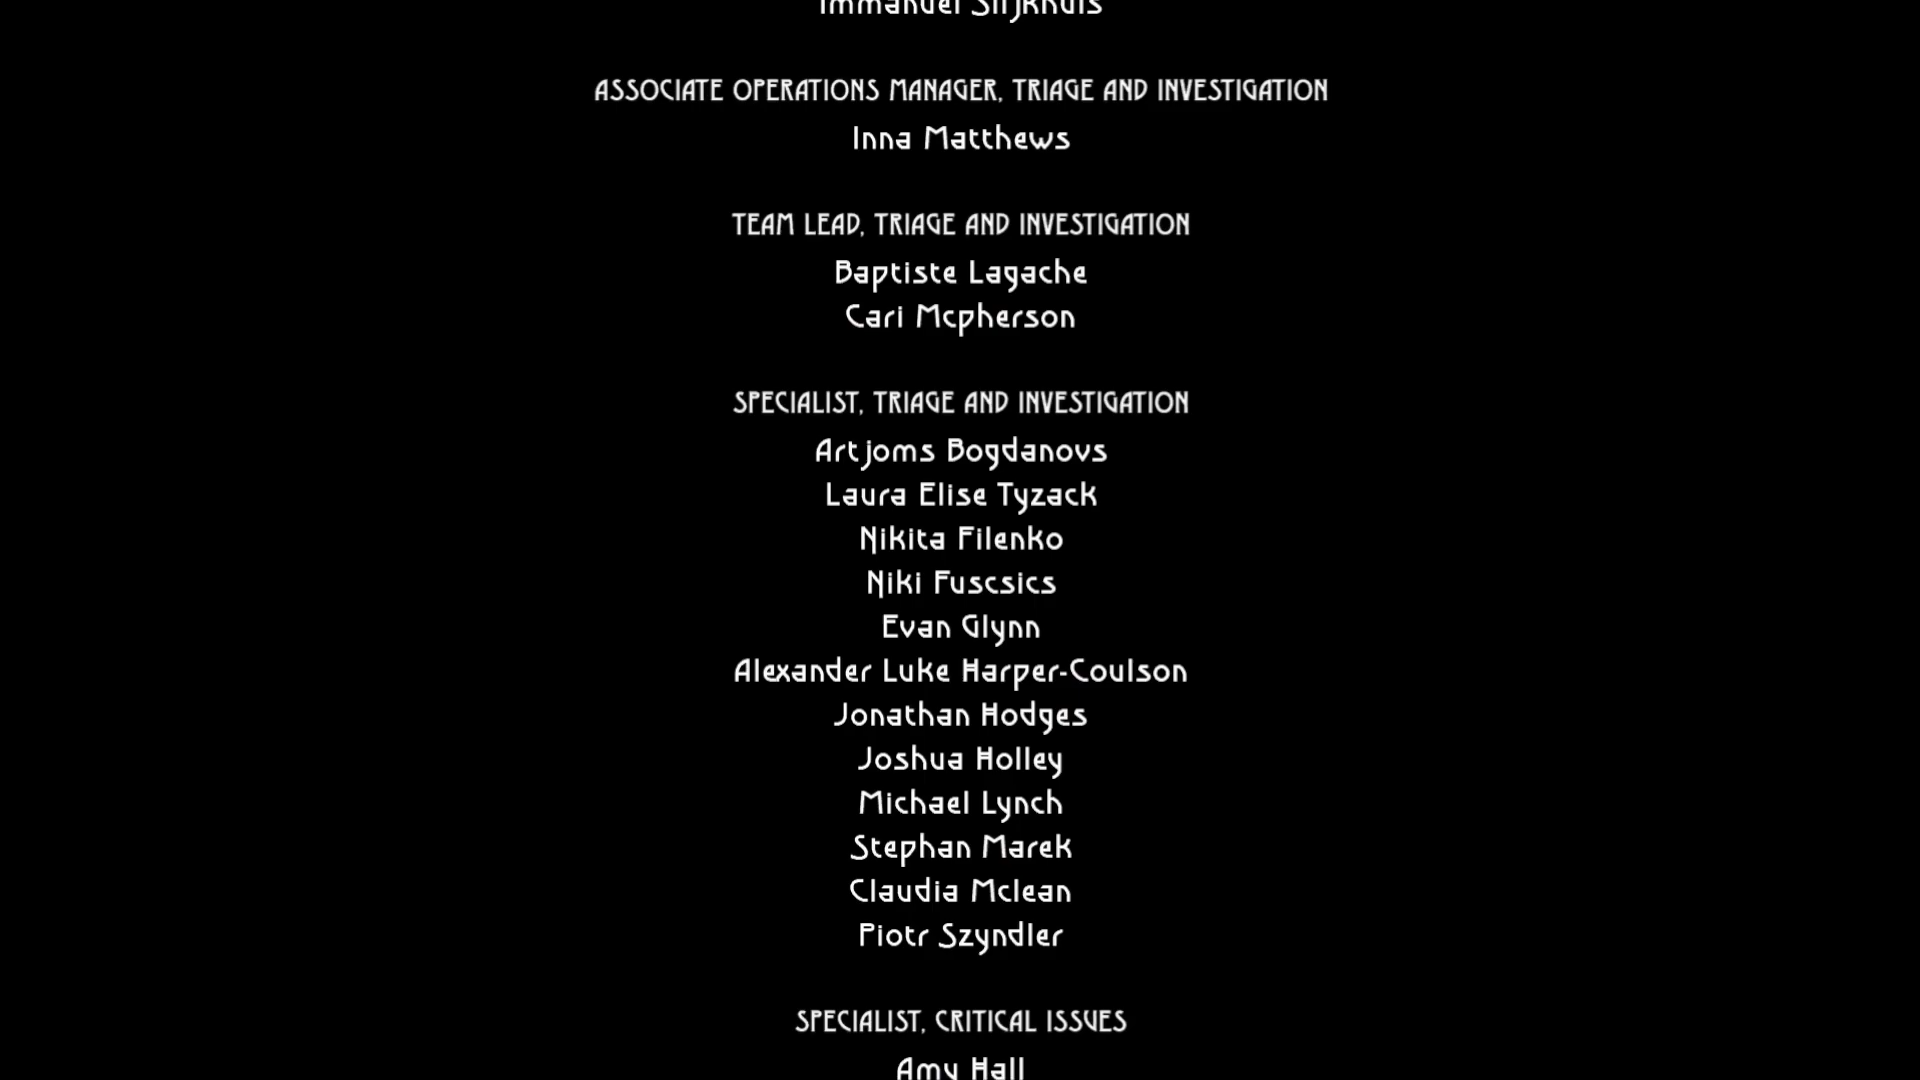 Immanuel
ASSOCIATE OPERATIONS MANAGER, TRIAGE AND INVESTIGATION
Inna Matthews
TEAM LEAD, TRIAGE AND INVESTIGATION
Baptiste Lagache
Cari Mcpherson
SPECIALIST, TRIAGE AND INVESTIGATION
Artjoms Bogdanovs
Laura Elise Tyzack
Nikita Filenko
Niki Fuscsics
Evan Glynn
Alexander Luke Harper-Coulson
Jonathan Hodges
Joshua Holley
Michael Lynch
Stephan Marek
Claudia Mclean
Piotr Szyndler
SPECIALIST, CRITICAL ISSUES
Amy Hall